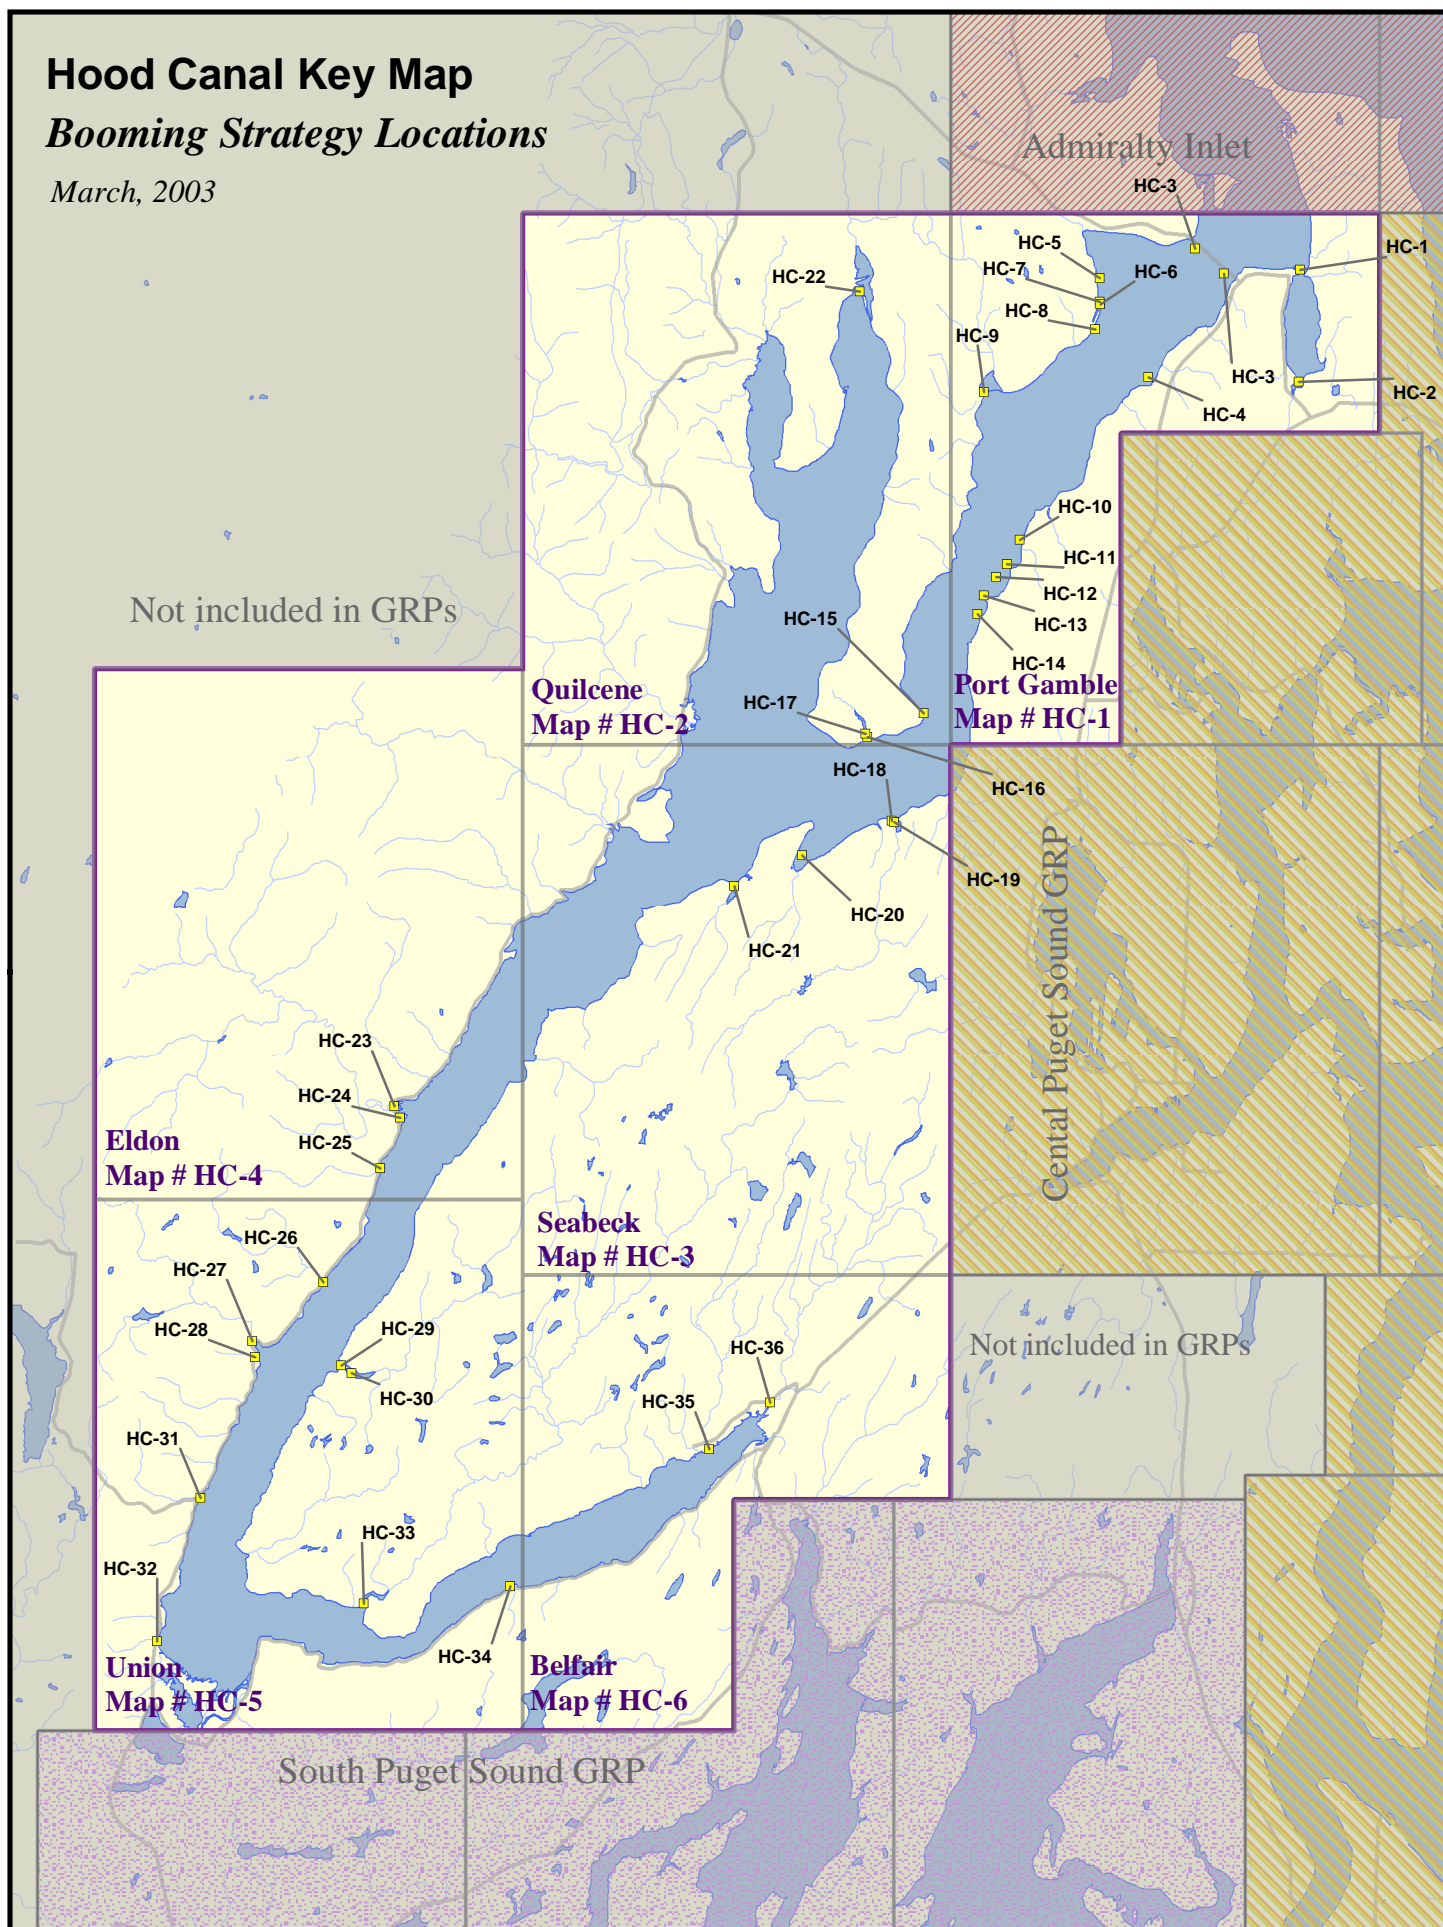 Hood Canal Key Map
Booming Strategy Locations
March, 2003
Admiralty Inlet
HC-3
HC-5
HC-1
HC-7
HC-6
HC-22
HC-8
HC-9
HC-3
HC-2
HC-4
HC-10
HC-11
HC-12
Not included in GRPs
HC-15
HC-13
HC-14
Quilcene
Map # HC-2
Port Gamble
Map # HC-1
HC-17
HC-18
HC-16
HC-19
HC-20
HC-21
Cental Puget Sound GRP
HC-23
HC-24
HC-25
Eldon
Map # HC-4
Seabeck
Map # HC-3
HC-26
HC-27
HC-28
HC-29
HC-30
HC-36
Not included in GRPs
HC-35
HC-31
HC-33
HC-32
HC-34
Union
Map # HC-5
Belfair
Map # HC-6
South Puget Sound GRP